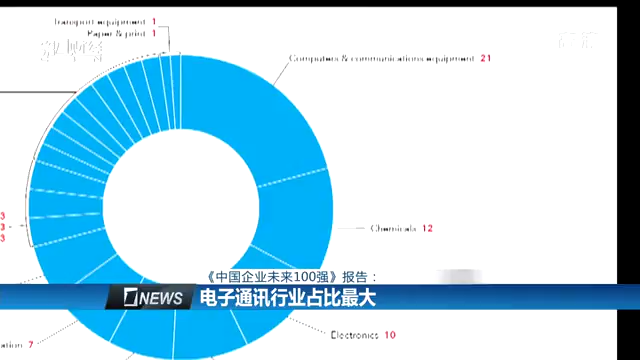 Transport equipment 1
Paper & print 1
Computers & communications equipment 21
3
3
3
Chemicals 12
《中国企业未来100强》报告：
NEWS
电子通讯行业占比最大
Electronics 10
ation 7